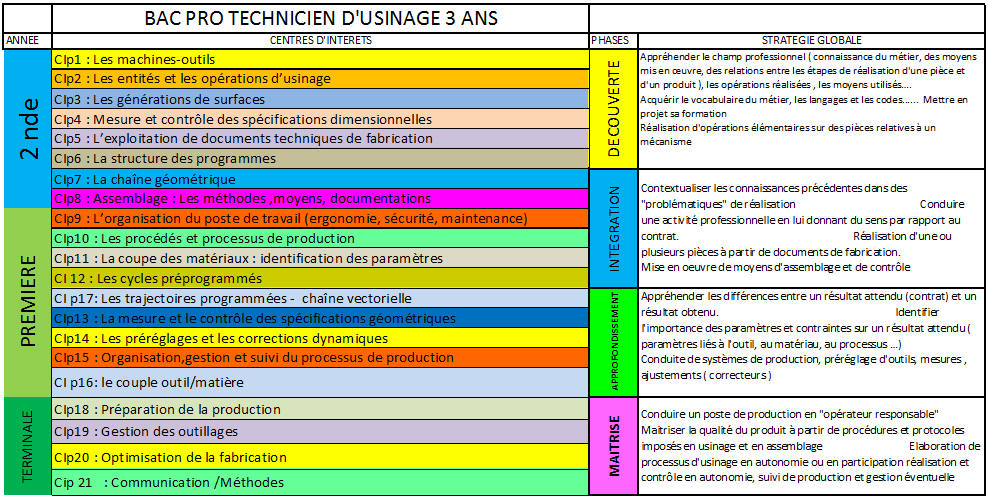 BAC PRO TECHNICIEN D'USINAGE 3 ANS
ANNEE
CENTRES D'INTERETS
PHASES
STRATEGIE GLOBALE
2 nde
CIp1 : Les machines-outils
CIp2 : Les entités et les opérations d'usinage
CIp3 : Les générations de surfaces
CIp4 : Mesure et contrôle des spécifications dimensionnelles
CIp5 : L'exploitation de documents techniques de fabrication
CIp6 : La structure des programmes
CIp7 : La chaîne géométrique
CIp8 : Assemblage : Les méthodes ,moyens, documentations
PREMIERE
CIp9 : L'organisation du poste de travail (ergonomie, sécurité, maintenance)
CIp10 : Les procédés et processus de production
CIp11 : La coupe des matériaux : identification des paramètres
CI 12 : Les cycles préprogrammés
CI p17: Les trajectoires programmées - chaîne vectorielle
CIp13 : La mesure et le contrôle des spécifications géométriques
CIp14 : Les préréglages et les corrections dynamiques
CIp15 : Organisation,gestion et suivi du processus de production
CI p16: le couple outil/matière
TERMINALE
CIp18 : Préparation de la production
CIp19 : Gestion des outillages
CIp20 : Optimisation de la fabrication
Cip 21 : Communication /Méthodes
DECOUVERTE
Appréhender le champ professionnel ( connaissance du métier, des moyens
mis en œuvre, des relations entre les étapes de réalisation d'une pièce et
d'un produit ), les opérations réalisées , les moyens utilisés....
Acquérir le vocabulaire du métier, les langages et les codes...... Mettre en
projet sa formation
Réalisation d'opérations élémentaires sur des pièces relatives à un
mécanisme
INTEGRATION
Contextualiser les connaissances précédentes dans des
"problématiques" de réalisation Conduire
une activité professionnelle en lui donnant du sens par rapport au
contrat. Réalisation d'une ou
plusieurs pièces à partir de documents de fabrication.
Mise en oeuvre de moyens d'assemblage et de contrôle
APPROFONDISSEMENT
Appréhender les différences entre un résultat attendu (contrat) et un
résultat obtenu. Identifier
l'importance des paramètres et contraintes sur un résultat attendu (
paramètres liés à l'outil, au matériau, au processus ...)
Conduite de systèmes de production, préréglage d'outils, mesures ,
ajustements ( correcteurs )
MAITRISE
Conduire un poste de production en "opérateur responsable"
Maitriser la qualité du produit à partir de procédures et protocoles
imposés en usinage et en assemblage Elaboration de
processus d'usinage en autonomie ou en participation réalisation et
contrôle en autonomie, suivi de production et gestion éventuelle